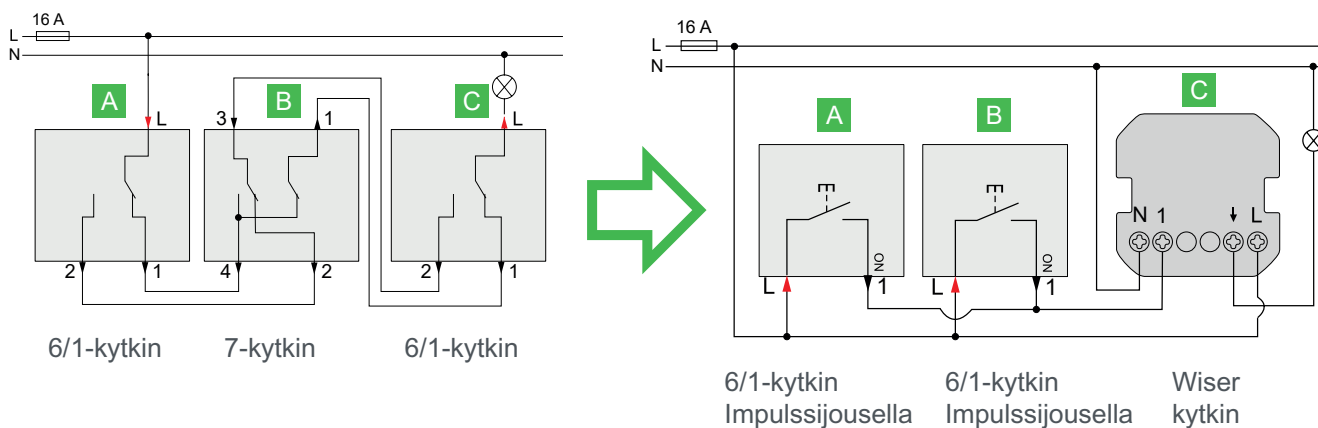 L 16 A
N
A
B
C
L
3
1
L
2
1
4
2
2
1
6/1-kytkin
7-kytkin
6/1-kytkin
L 16 A
N
A
B
C
N 1 L
L
NO
1
L
NO
1
6/1-kytkin
Impulssijousella
6/1-kytkin
Impulssijousella
Wiser
kytkin